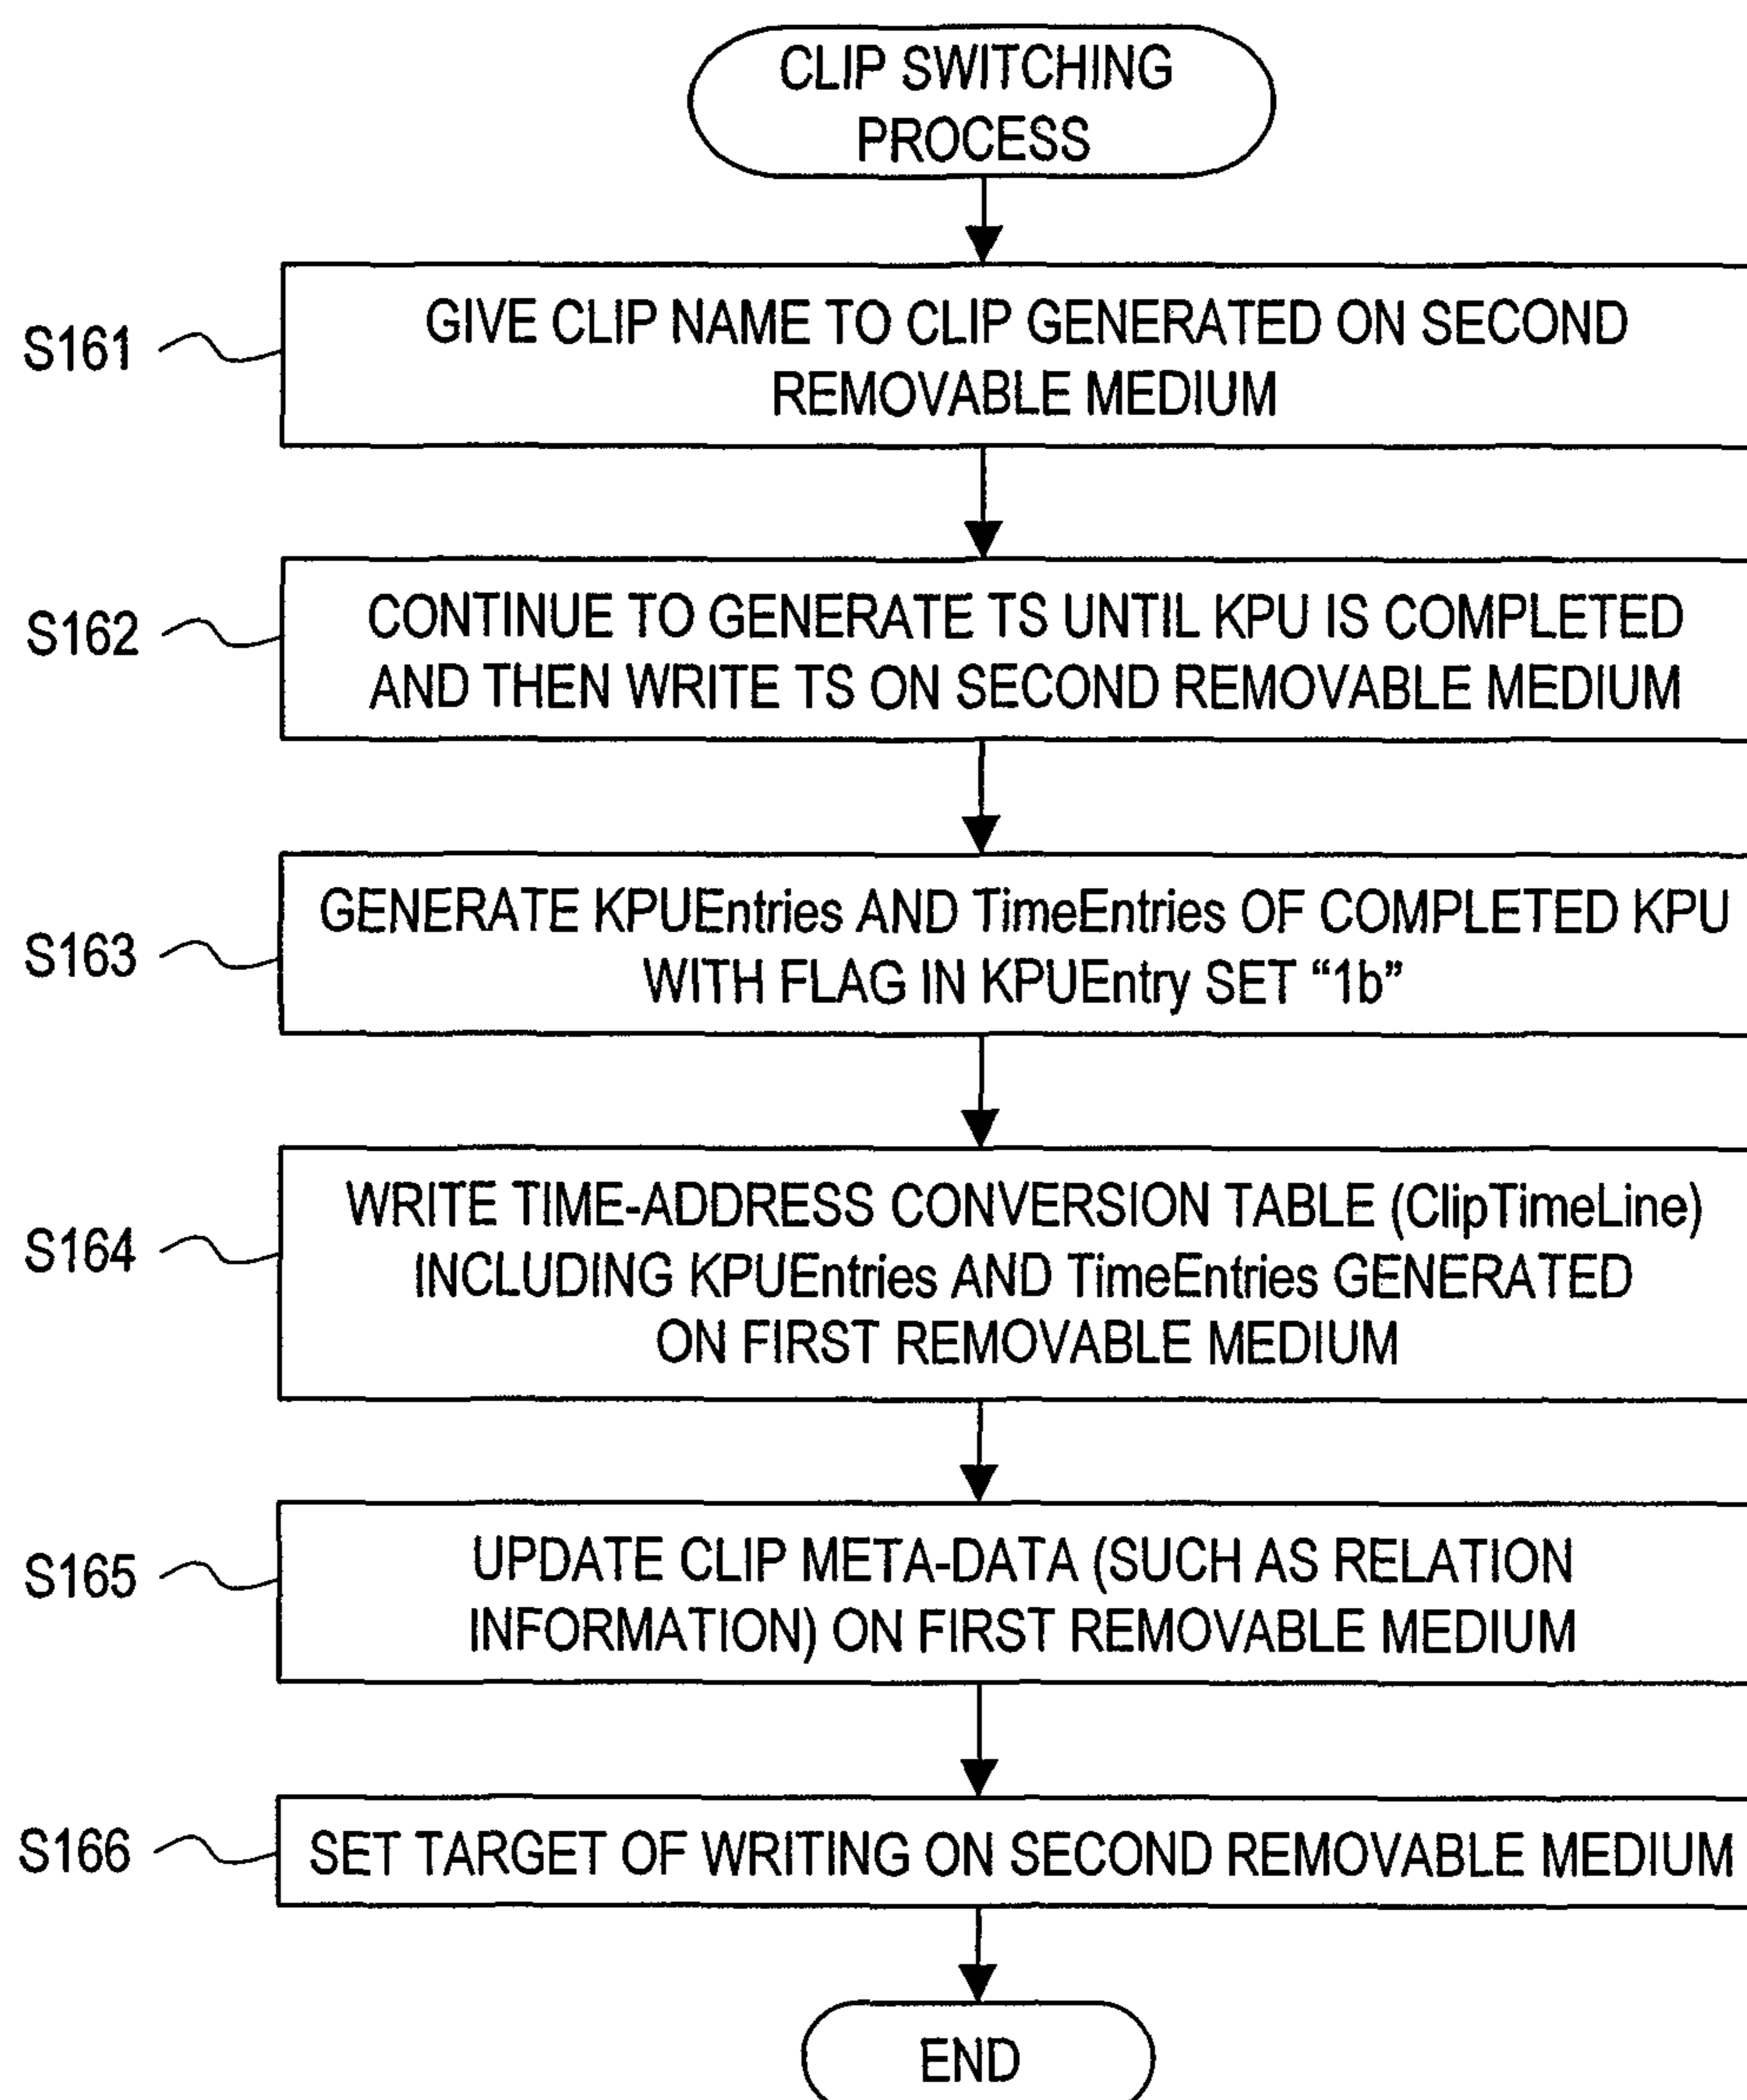 CLIP SWITCHING
PROCESS
S161
GIVE CLIP NAME TO CLIP GENERATED ON SECOND
REMOVABLE MEDIUM
S162
CONTINUE TO GENERATE TS UNTIL KPU IS COMPLETED
AND THEN WRITE TS ON SECOND REMOVABLE MEDIUM
S163
GENERATE KPUEntries AND TimeEntries OF COMPLETED KPU
WITH FLAG IN KPUEntry SET “1b”
S164
WRITE TIME-ADDRESS CONVERSION TABLE (ClipTimeLine)
INCLUDING KPUEntries AND TimeEntries GENERATED
ON FIRST REMOVABLE MEDIUM
S165
UPDATE CLIP META-DATA (SUCH AS RELATION
INFORMATION) ON FIRST REMOVABLE MEDIUM
S166
SET TARGET OF WRITING ON SECOND REMOVABLE MEDIUM
END